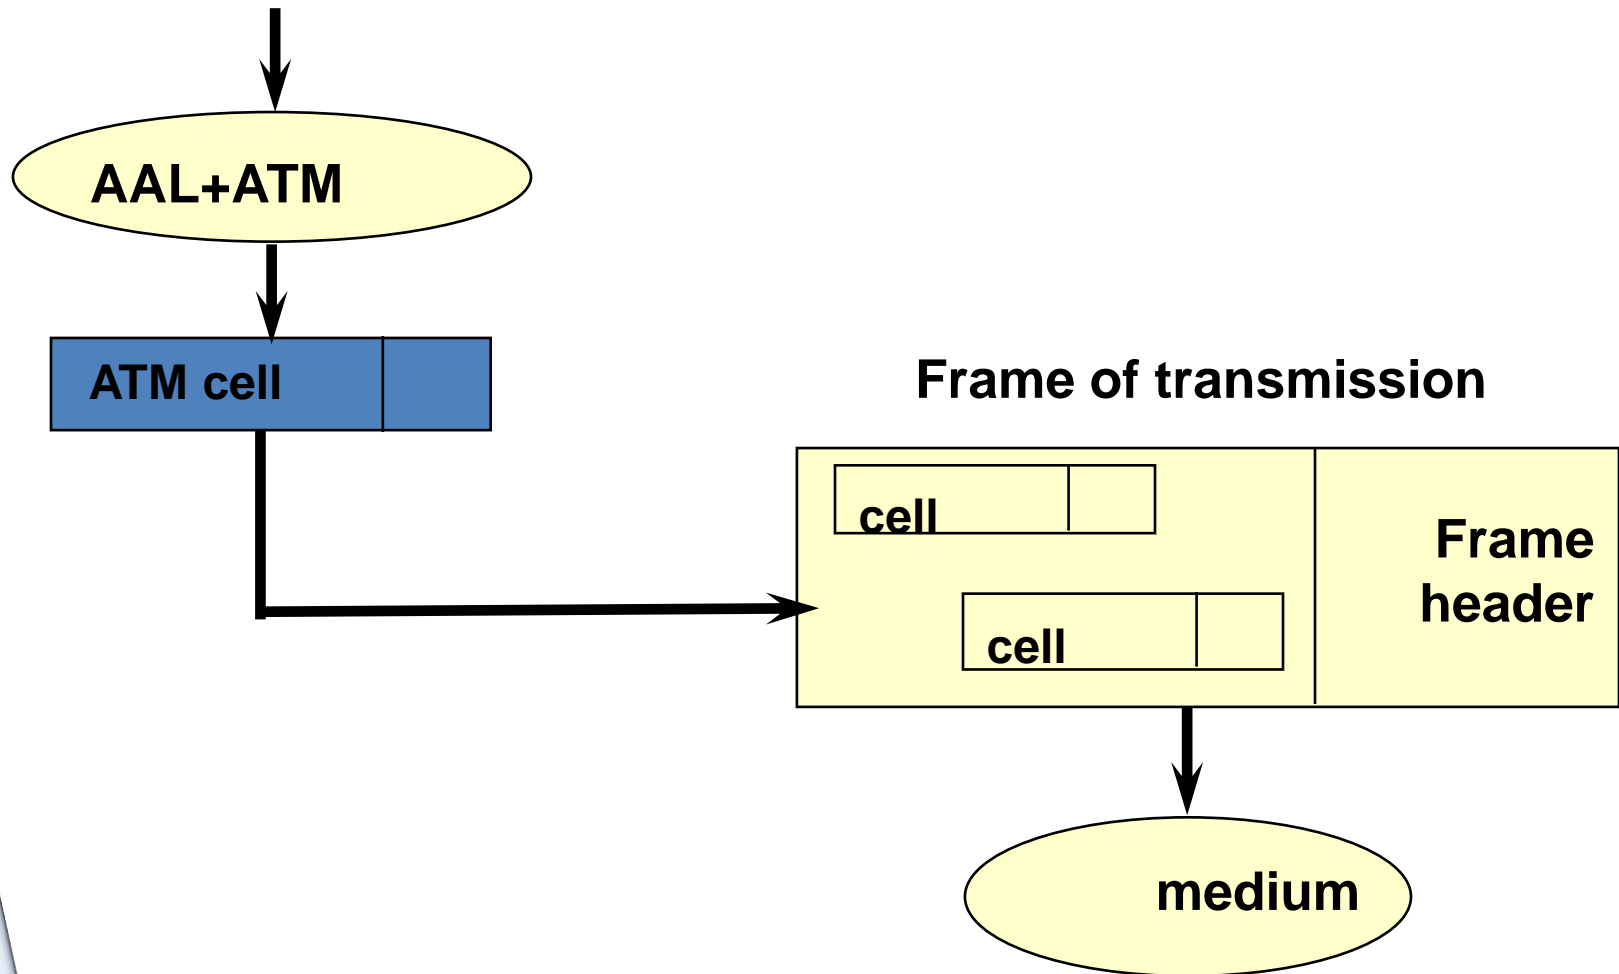 AAL+ATM
ATM cell
Frame of transmission
cell
Frame
header
cell
medium